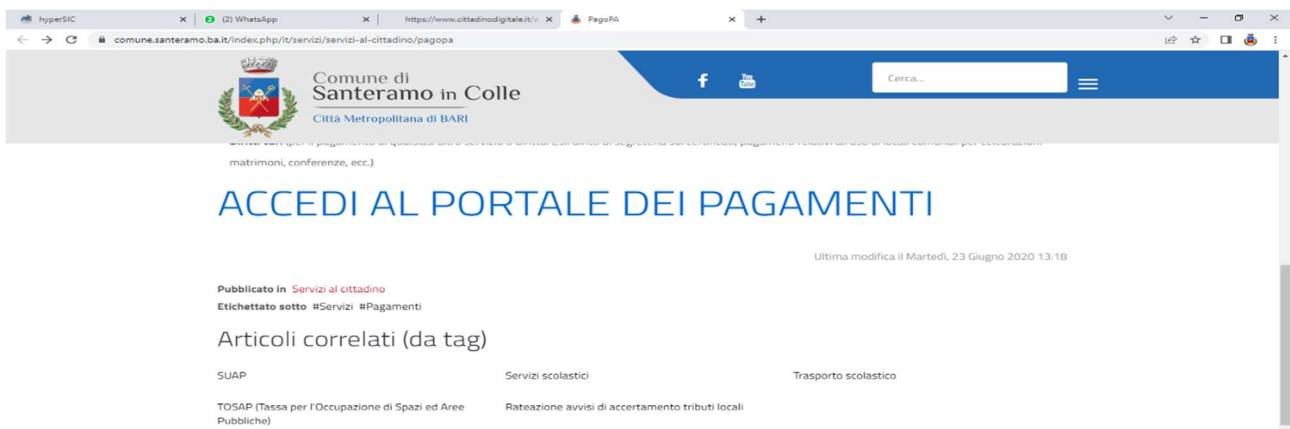 hyperSIC
(2) WhatsApp
https://www.cittadinodigitale.it/
PagoPA
comune.santeramo.ba.it/index.php/it/servizi/servizi-al-cittadino/pagopa
Comune di
Santeramo in Colle
Città Metropolitana di BARI
f
You Tube
Cerca...
matrimoni, conferenze, ecc.)
ACCEDI AL PORTALE DEI PAGAMENTI
Ultima modifica il Martedì, 23 Giugno 2020 13:18
Pubblicato in Servizi al cittadino
Etichettato sotto #Servizi #Pagamenti
Articoli correlati (da tag)
SUAP
Servizi scolastici
Trasporto scolastico
TOSAP (Tassa per l'Occupazione di Spazi ed Aree
Pubbliche)
Rateazione avvisi di accertamento tributi locali